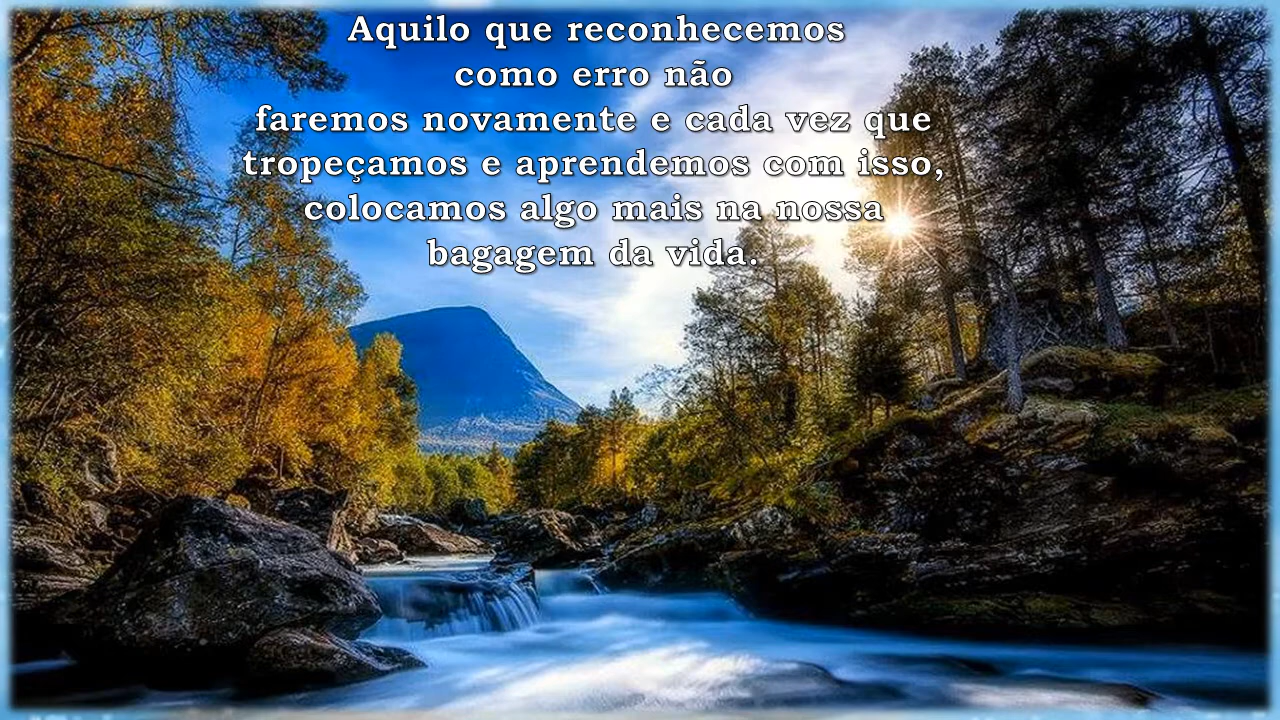 Aquilo que reconhecemos
como erro não
faremos novamente e cada vez que
tropeçamos e aprendemos com isso,
colocamos algo mais na nossa
bagagem da vida.